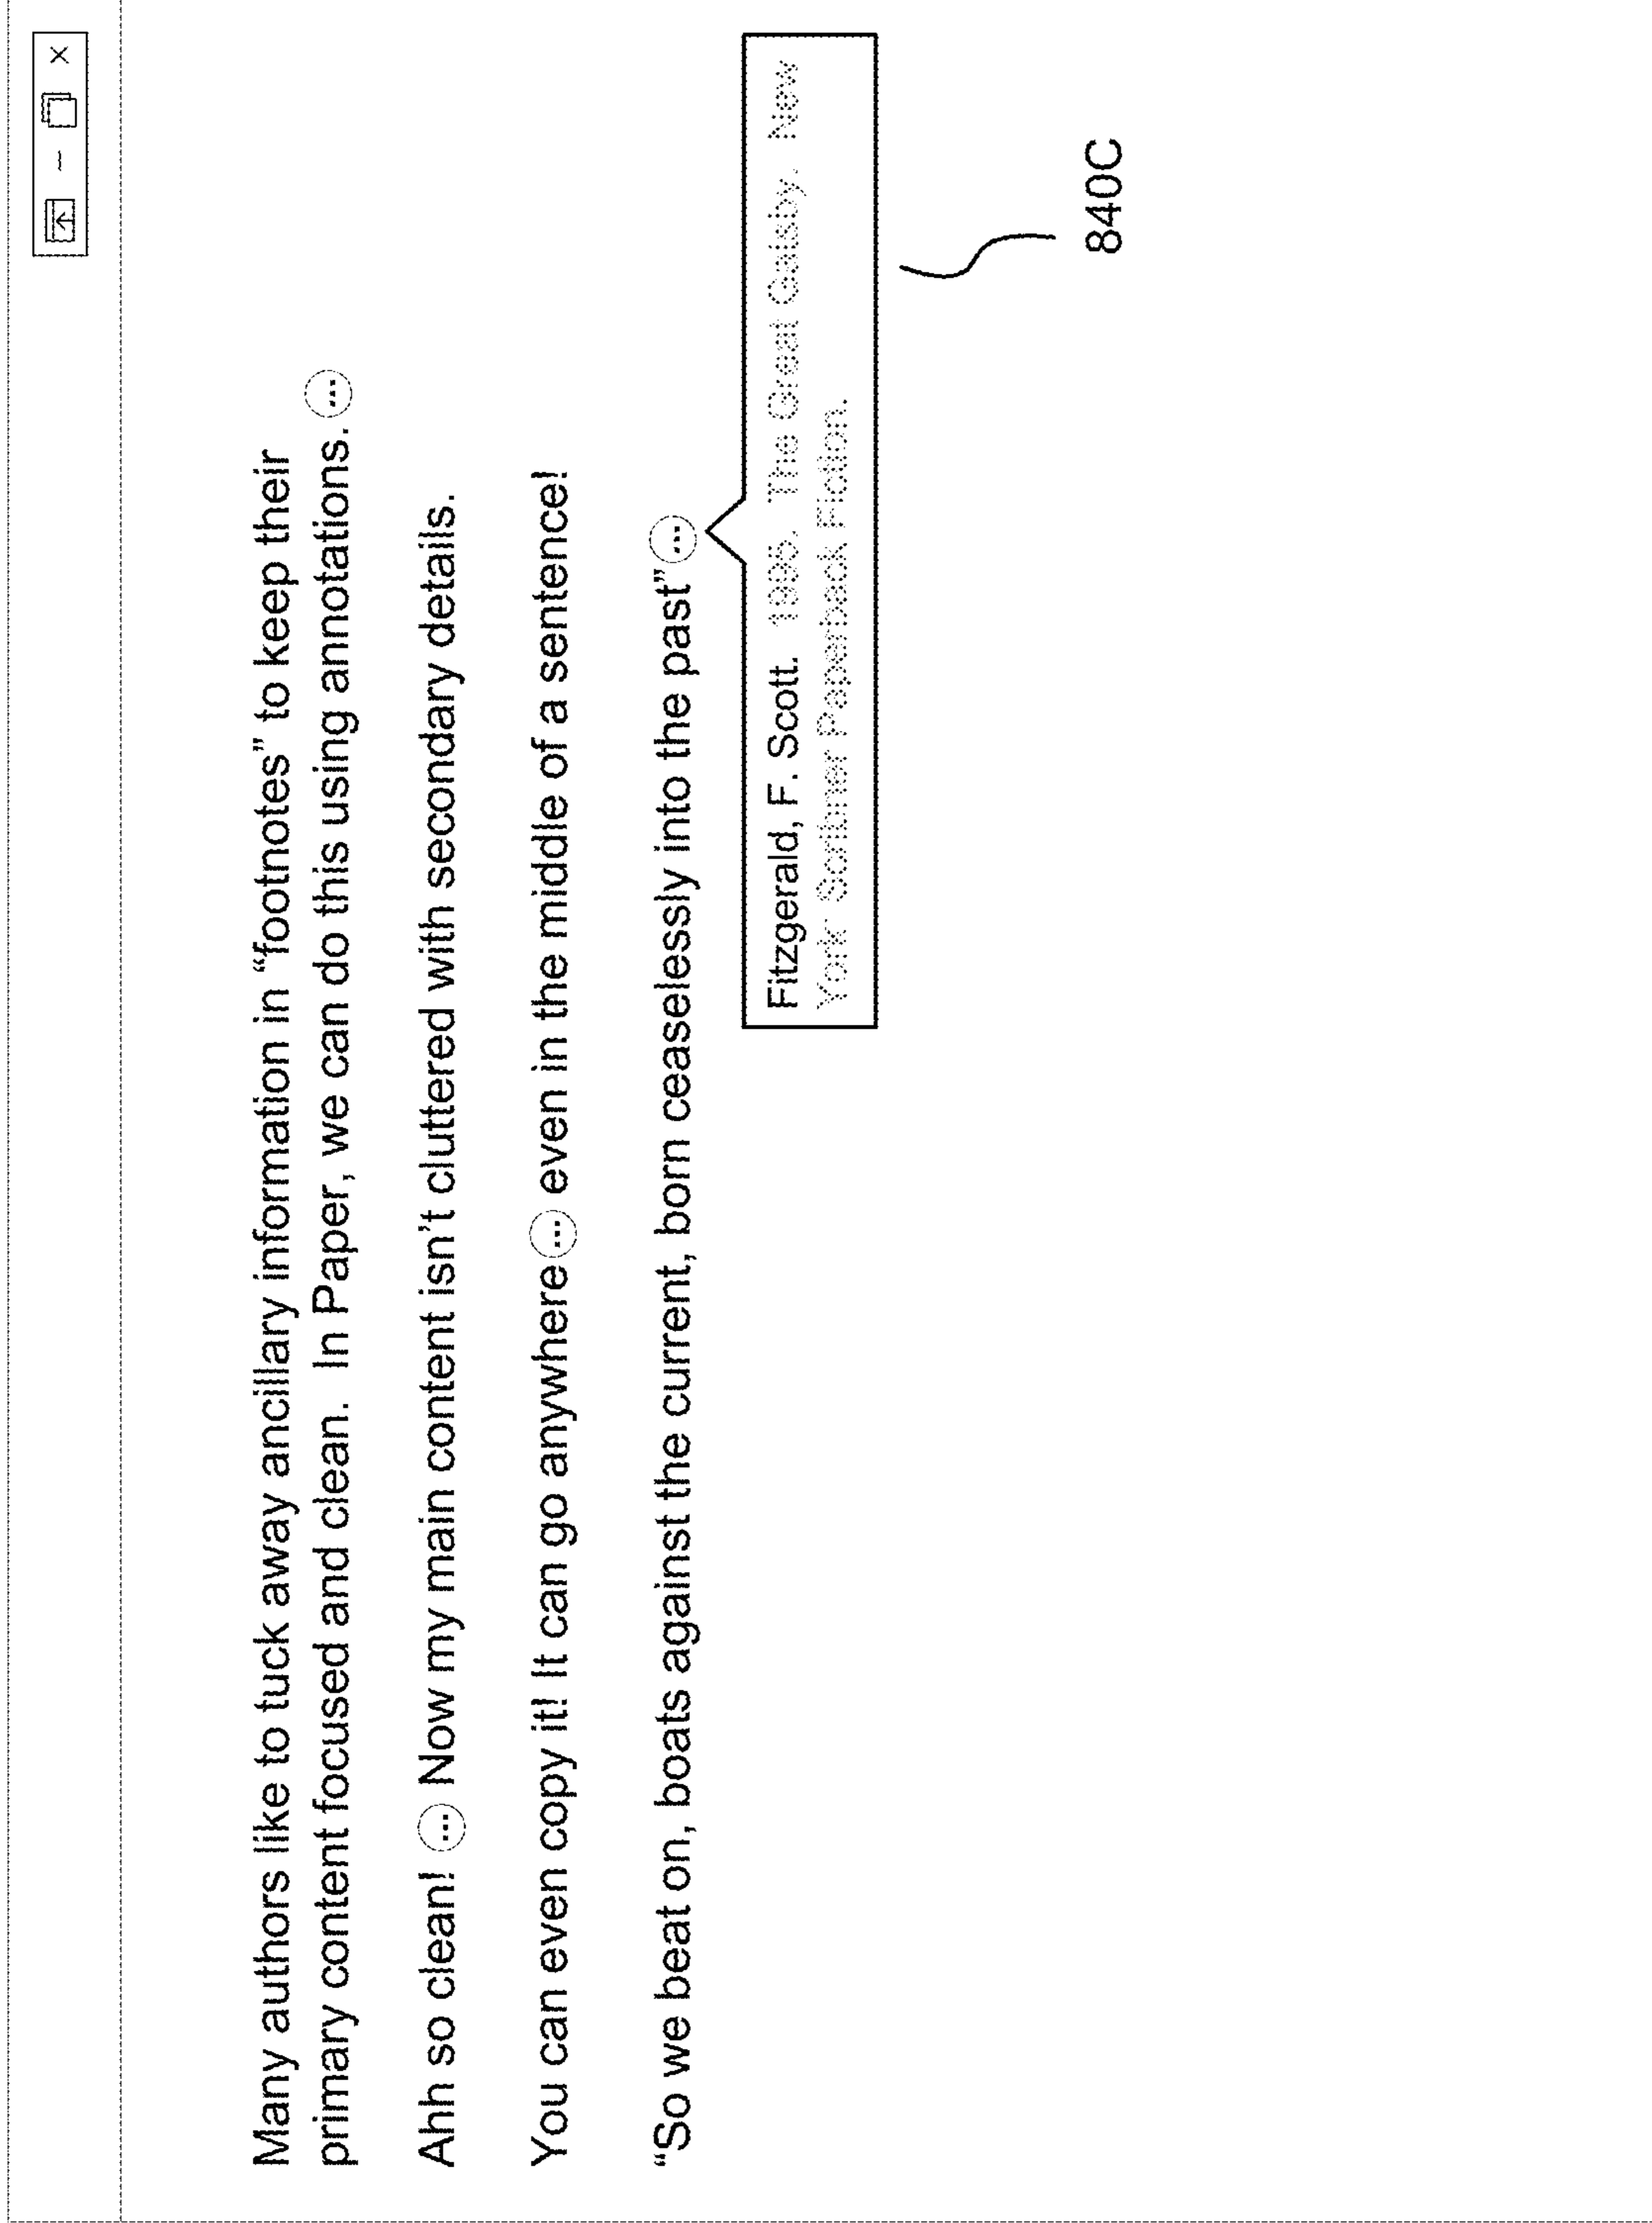 Many authors like to tuck away ancillary information in “footnotes” to keep their
primary content focused and clean. In Paper, we can do this using annotations. ...
Ahh so clean! ... Now my main content isn't cluttered with secondary details.
You can even copy it! It can go anywhere ... even in the middle of a sentence!
“So we beat on, boats against the current, born ceaselessly into the past” ...
Fitzgerald, F. Scott. 1995. The Great Gatsby. New
York: Scribner Paperback Fiction.
840C